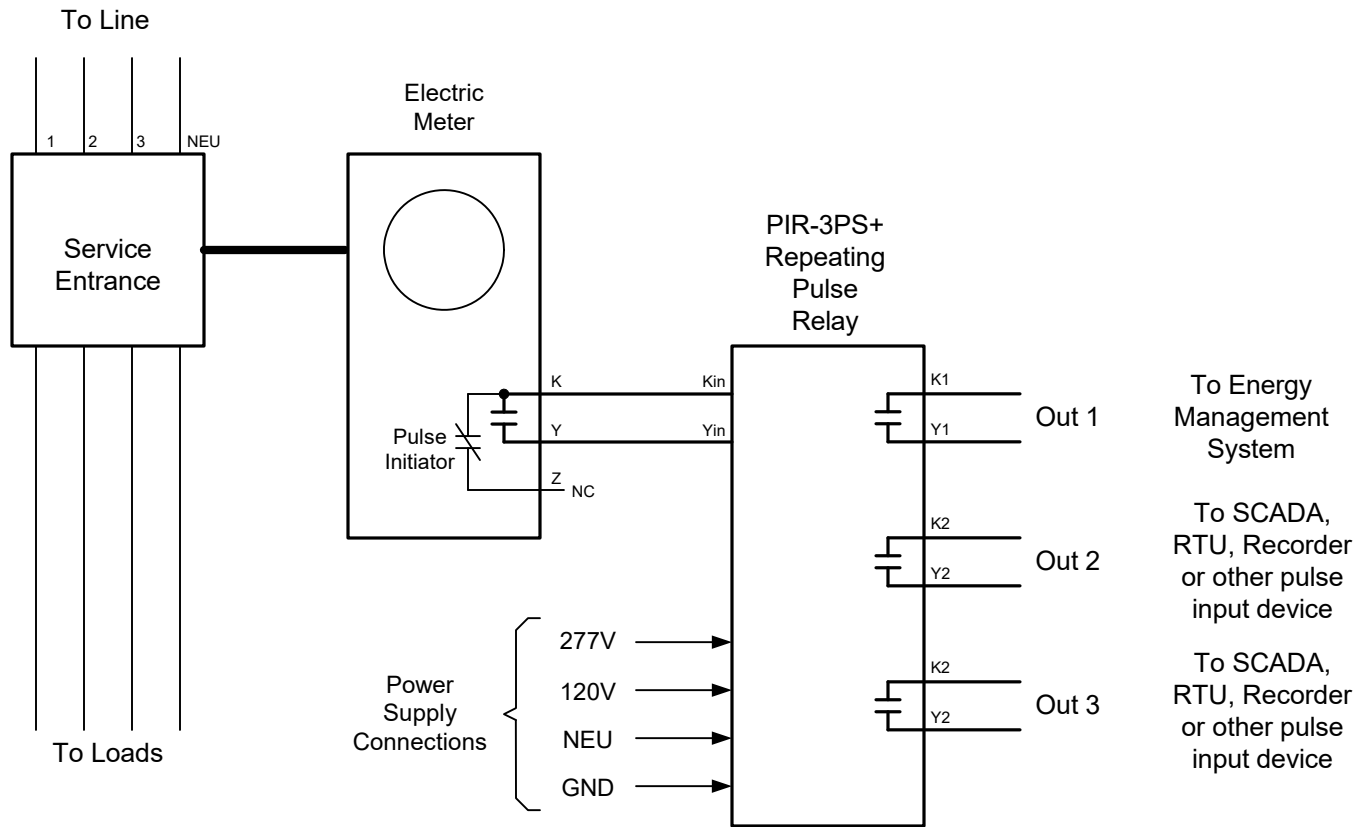 To Line
1
2
3
NEU
Service
Entrance
To Loads
Electric
Meter
K
Y
Z
NC
Pulse
Initiator
PIR-3PS+
Repeating
Pulse
Relay
Kin
Yin
Power
Supply
Connections
277V
120V
NEU
GND
K1
Y1
Out 1
To Energy
Management
System
K2
Y2
Out 2
To SCADA,
RTU, Recorder
or other pulse
input device
K2
Y2
Out 3
To SCADA,
RTU, Recorder
or other pulse
input device